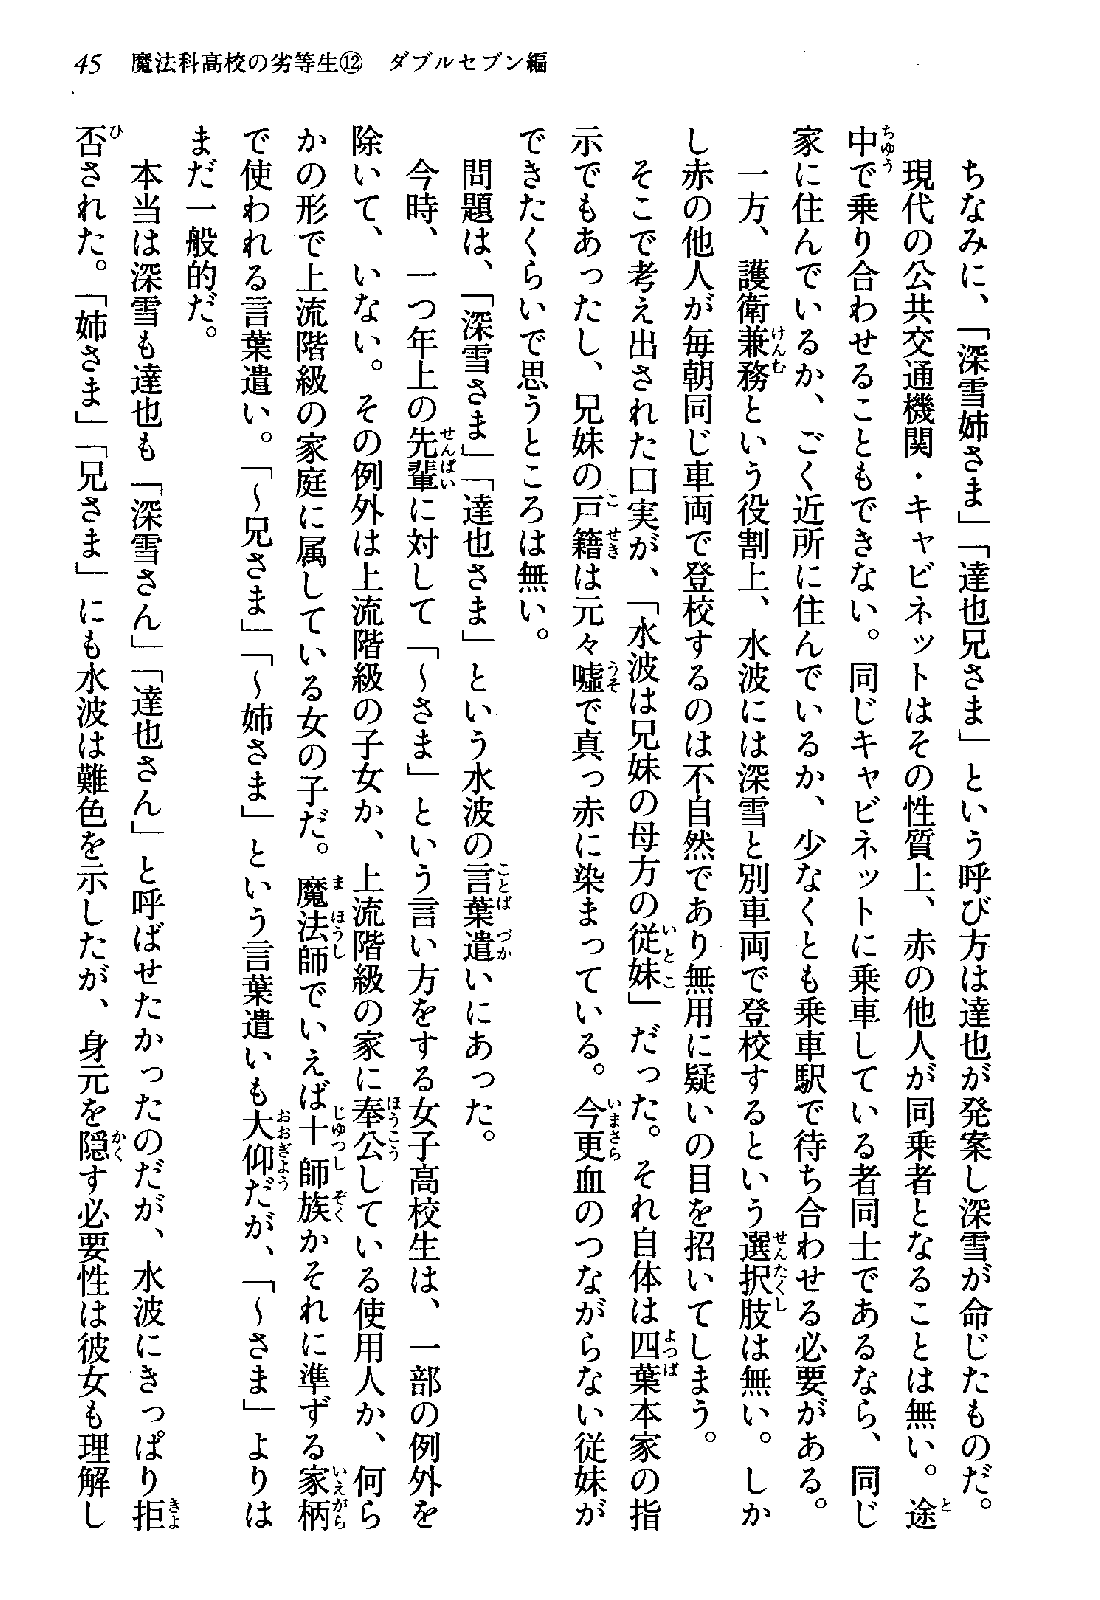 45　魔法科高校の劣等生⑫　ダブルセブン編
ちなみに、「深雪姉さま」「達也兄さま」という呼び方は達也が発案し深雪が命じたものだ。
現代の公共交通機関・キャビネットはその性質上、赤の他人が同乗者となることは無い。途
中で乗り合わせることもできない。同じキャビネットに乗車している者同士であるなら、同じ
家に住んでいるか、ごく近所に住んでいるか、少なくとも乗車駅で待ち合わせる必要がある。
一方、護衛兼務という役割上、水波には深雪と別車両で登校するという選択肢は無い。しか
し赤の他人が毎朝同じ車両で登校するのは不自然であり無用に疑いの目を招いてしまう。
そこで考え出された口実が、「水波は兄妹の母方の従妹」だった。それ自体は四葉本家の指
示でもあったし、兄妹の戸籍は元々嘘で真っ赤に染まっている。今更血のつながらない従妹が
できたくらいで思うところは無い。
問題は、「深雪さま」「達也さま」という水波の言葉遣いにあった。
今時、一つ年上の先輩に対して「～さま」という言い方をする女子高校生は、一部の例外を
除いて、いない。その例外は上流階級の子女か、上流階級の家に奉公している使用人か、何ら
かの形で上流階級の家庭に属している女の子だ。魔法師でいえば十師族かそれに準ずる家柄
で使われる言葉遣い。「～兄さま」「～姉さま」という言葉遣いも大仰だが、「～さま」よりは
まだ一般的だ。
本当は深雪も達也も「深雪さん」「達也さん」と呼ばせたかったのだが、水波にきっぱり拒
否された。「姉さま」「兄さま」にも水波は難色を示したが、身元を隠す必要性は彼女も理解し